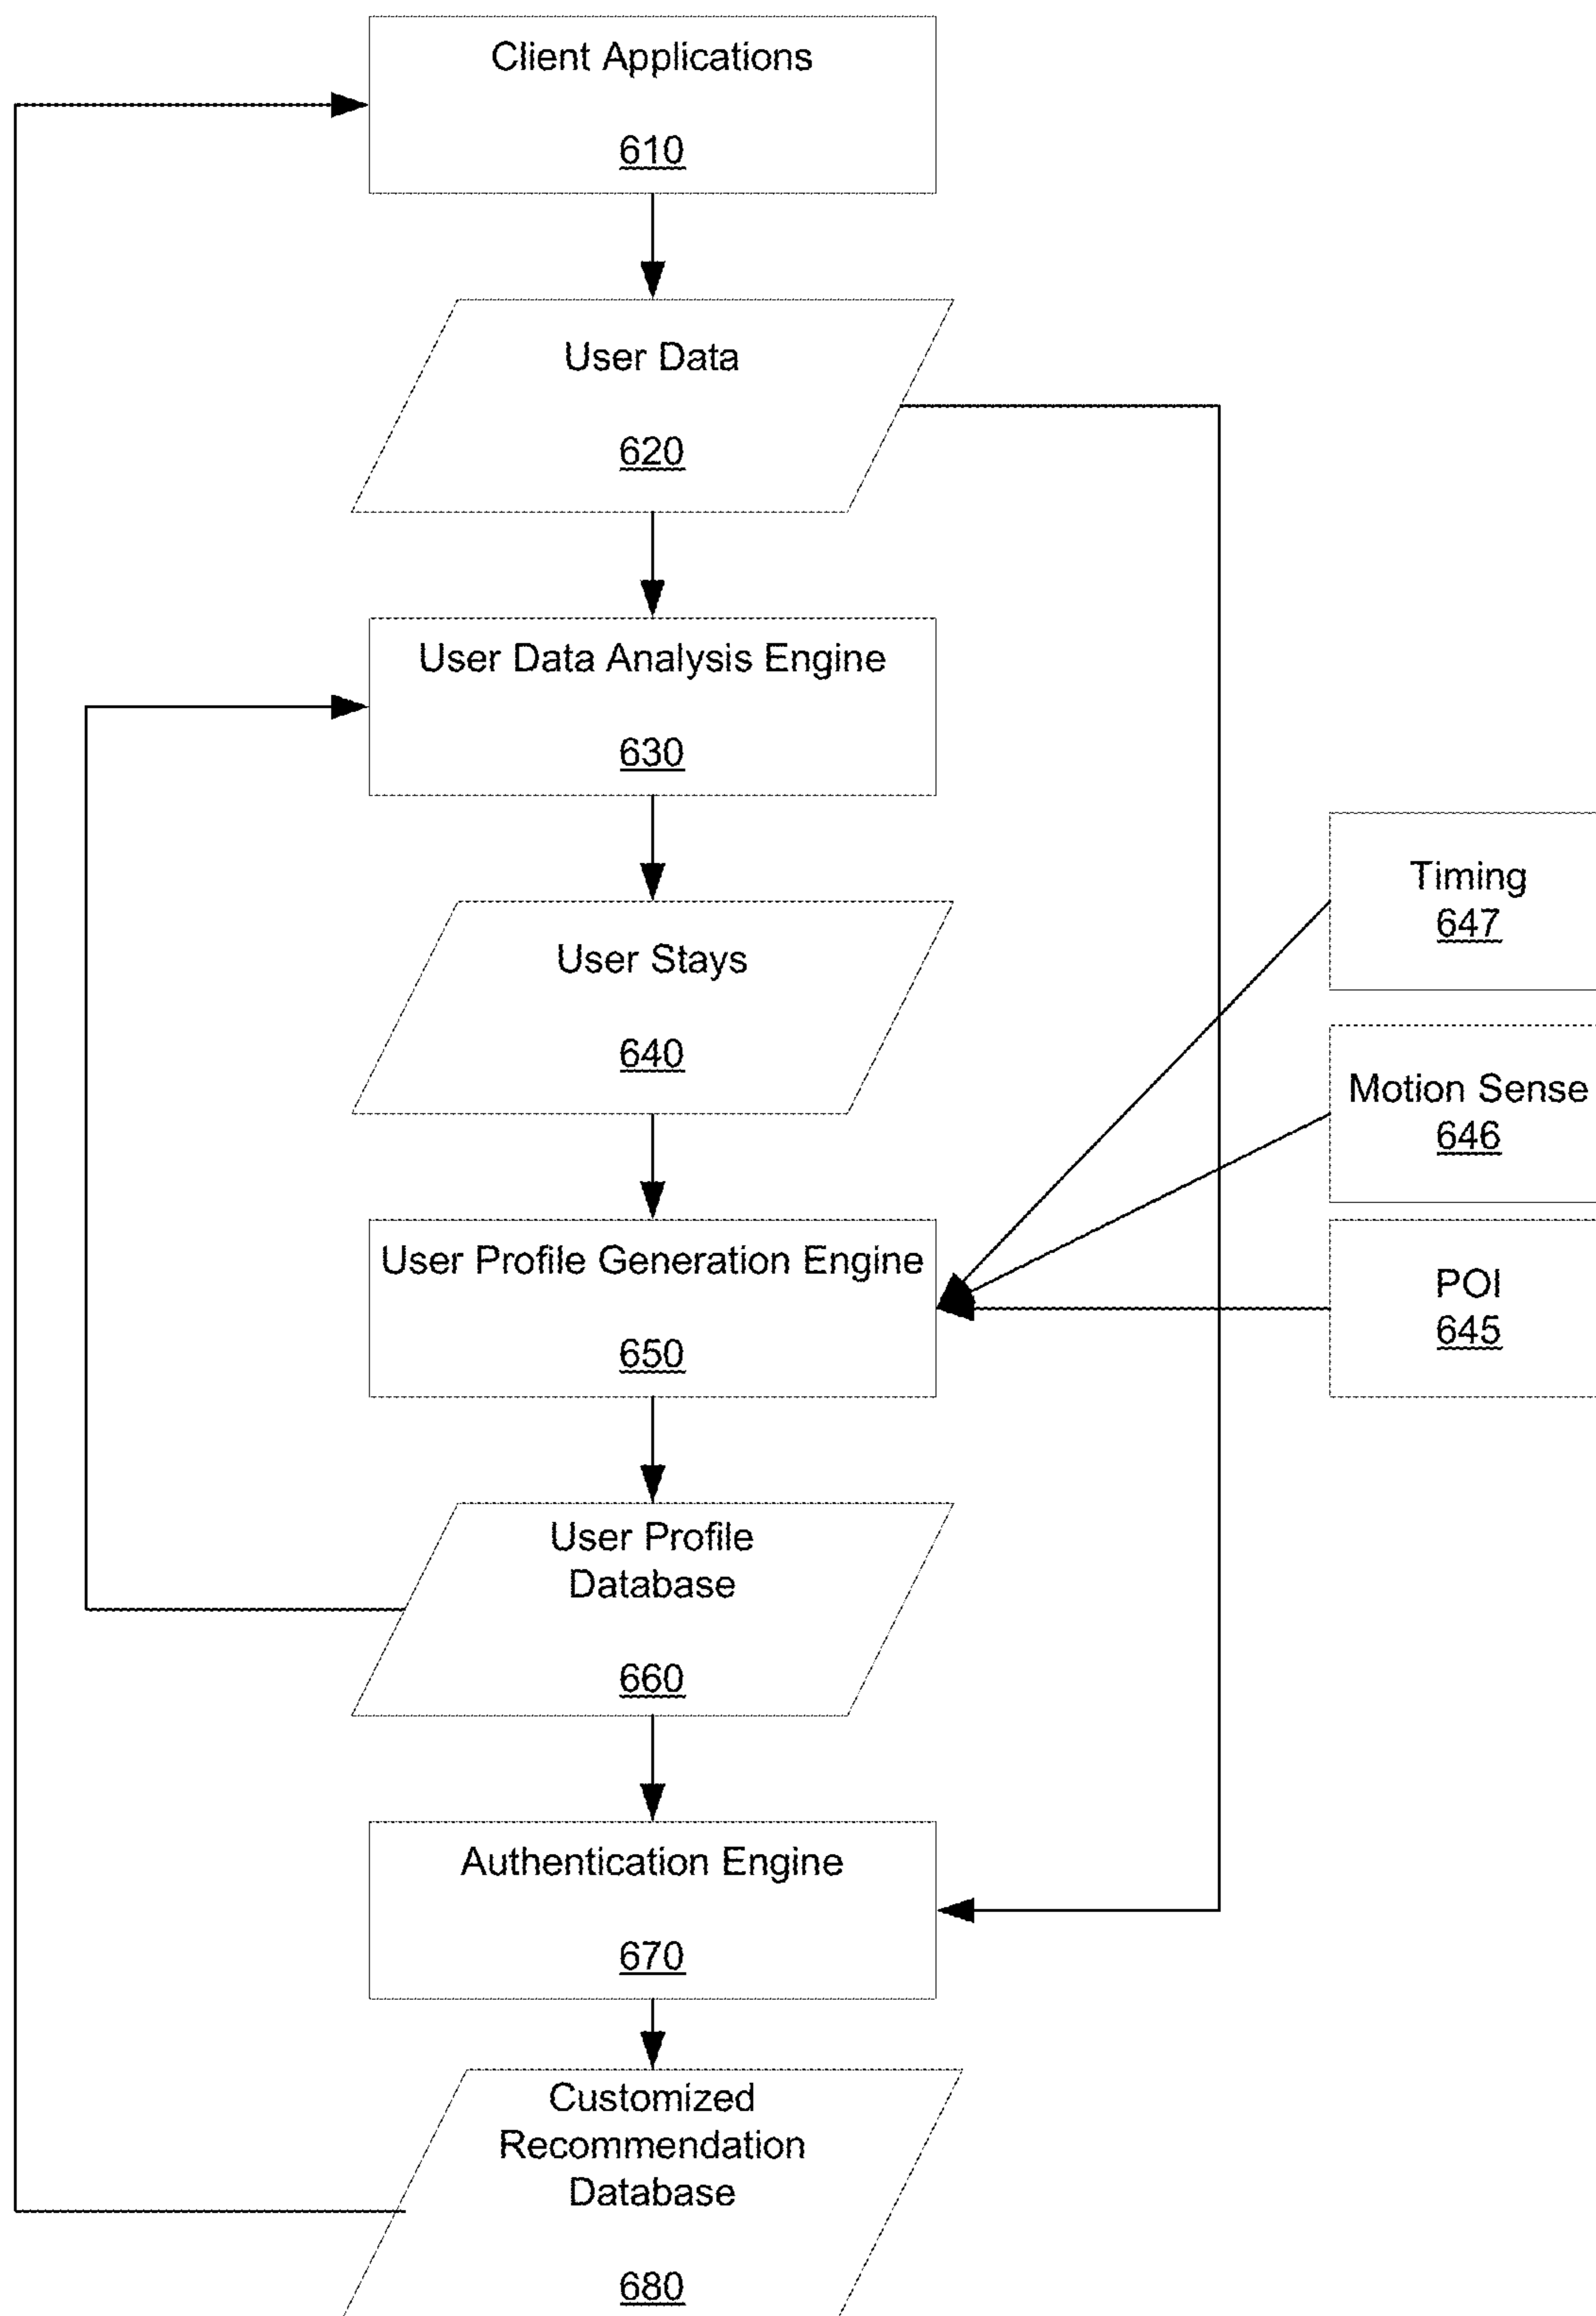 Client Applications
610
User Data
620
User Data Analysis Engine
630
User Stays
640
Timing
647
Motion Sense
646
POI
645
User Profile Generation Engine
650
User Profile
Database
660
Authentication Engine
670
Customized
Recommendation
Database
680